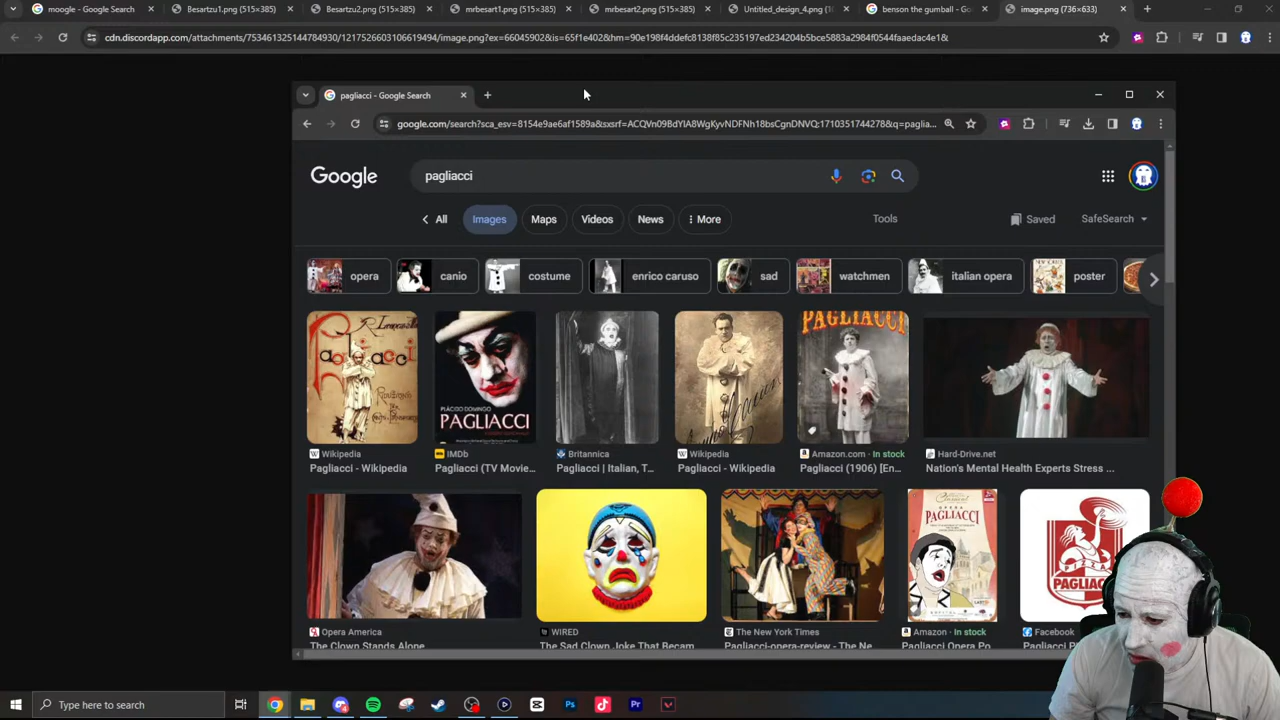 moogle - Google Search
Besartzu1.png (515×385)
Besartzu2.png (515×385)
mrbesart1.png (515×385)
mrbesart2.png (515×385)
Untitled_design_4.png (
benson the gumball - Go
image.png (736×633)
pagliacci - Google Search
Google
pagliacci
All
Images
Maps
Videos
News
More
Tools
Saved
SafeSearch
opera
canio
costume
enrico caruso
sad
watchmen
italian opera
poster
Pagliacci
PLÁCIDO DOMINGO
PAGLIACCI
PAGLIACCI
Wikipedia
IMDb
Britannica
Wikipedia
Amazon.com · In stock
Hard-Drive.net
Pagliacci - Wikipedia
Pagliacci (TV Movie...
Pagliacci | Italian, T...
Pagliacci - Wikipedia
Pagliacci (1906) [En...
Nation's Mental Health Experts Stress ...
OPERA
PAGLIACCI
PAGLIAC
Opera America
WIRED
The New York Times
Amazon · In stock
Facebook
The Clown Stands Alone
The Sad Clown Joke That Becam
Pagliacci-opera-review - The Ne
Pagliacci Opera Po
Type here to search